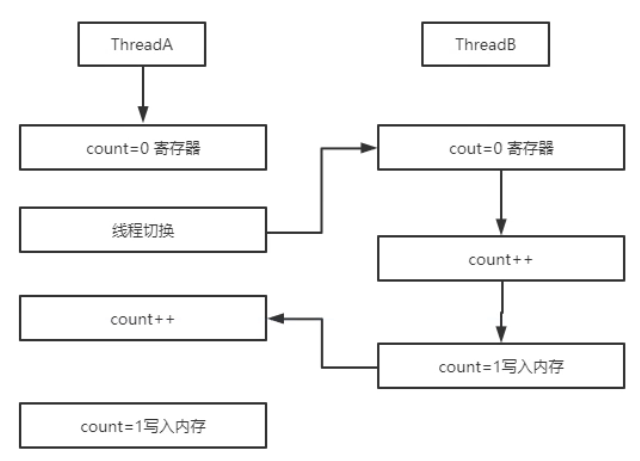 ThreadA
ThreadB
count=0 寄存器
cout=0 寄存器
线程切换
count++
count++
count=1写入内存
count=1写入内存